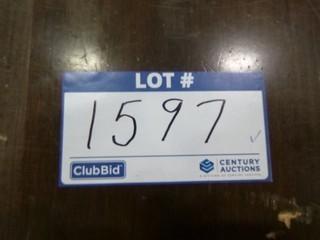 LOT #
1597
ClubBid
CENTURY
AUCTIONS